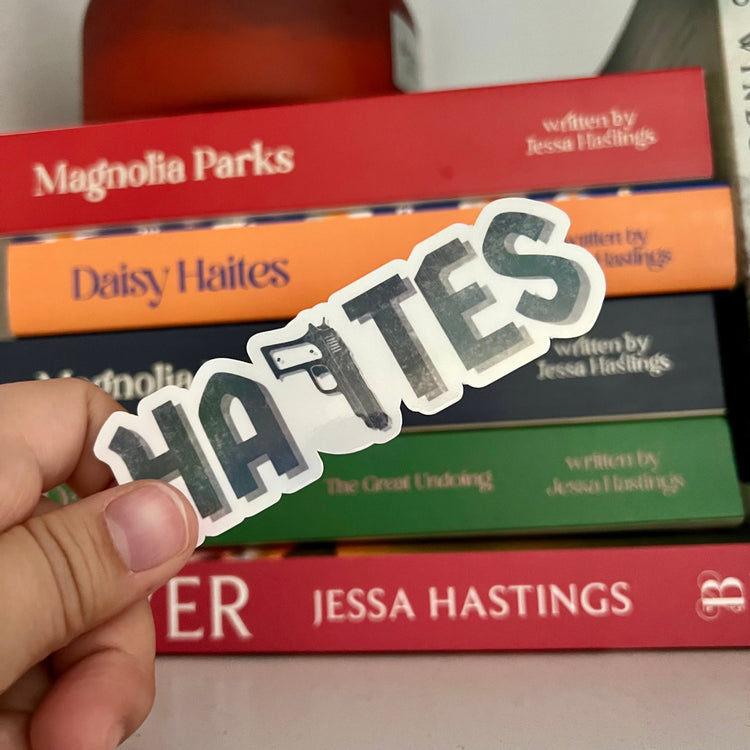 Magnolia Parks
written by
Jessa Hastings
Daisy Haites
written by
Hastings
HAITES
Magnolia
written by
Jessa Hastings
The Great Undoing
written by
Jessa Hastings
ER JESSA HASTINGS B